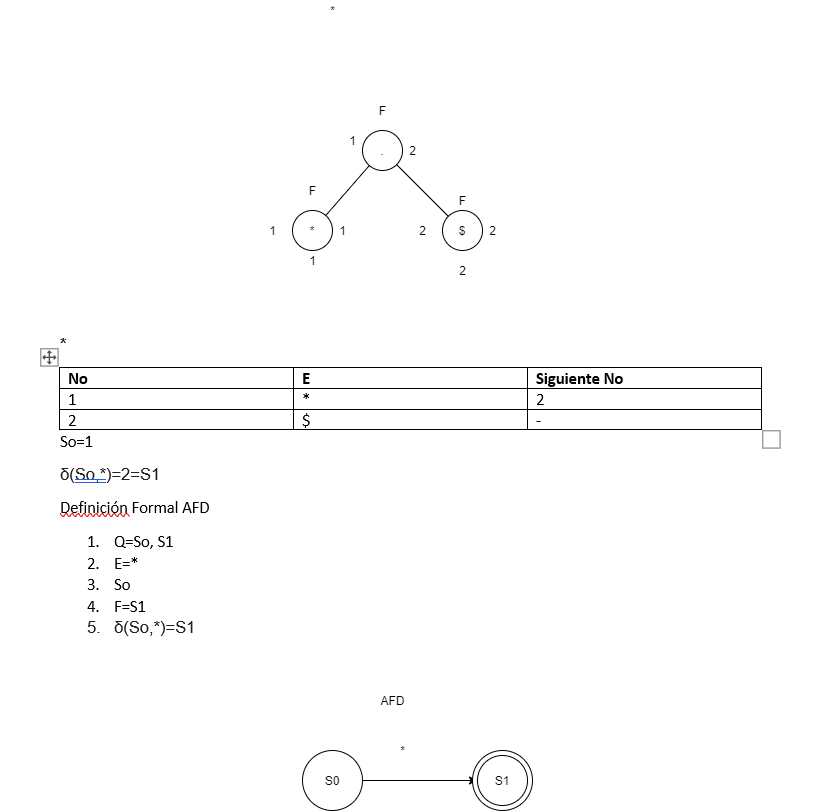 *
F
1 . 2
F
F
1 * 1
2 $ 2
1
2
*
No E Siguiente No
1 * 2
2 $ -
So=1
δ(So,*)=2=S1
Definición Formal AFD
1. Q=So, S1
2. E=*
3. So
4. F=S1
5. δ(So,*)=S1
AFD
*
S0 S1